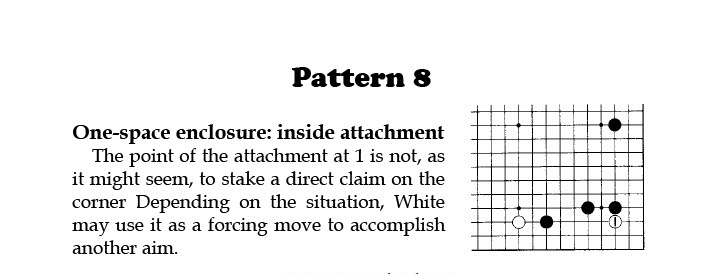 Pattern 8
One-space enclosure: inside attachment
The point of the attachment at 1 is not, as
it might seem, to stake a direct claim on the
corner Depending on the situation, White
may use it as a forcing move to accomplish
another aim.
1